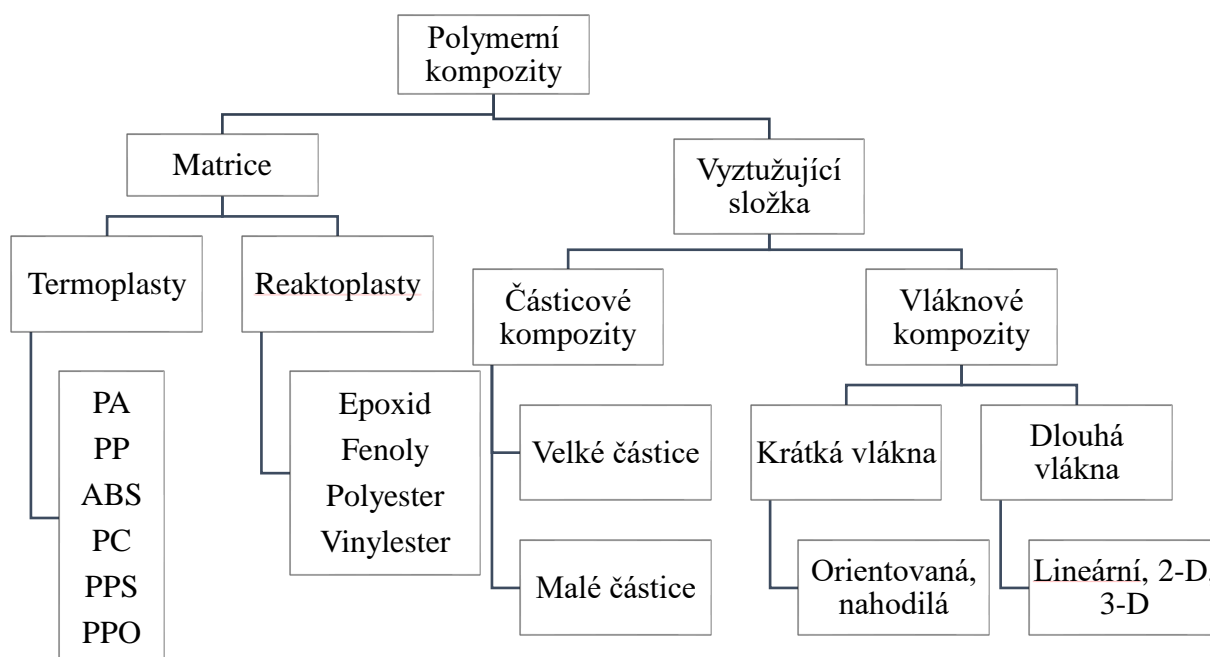 Polymerní
kompozity
Matrice
Vyztužující
složka
Termoplasty
Reaktoplasty
Částicové
kompozity
Vláknové
kompozity
PA
PP
ABS
PC
PPS
PPO
Epoxid
Fenoly
Polyester
Vinylester
Velké částice
Malé částice
Krátká vlákna
Dlouhá
vlákna
Orientovaná,
nahodilá
Lineární, 2-D,
3-D